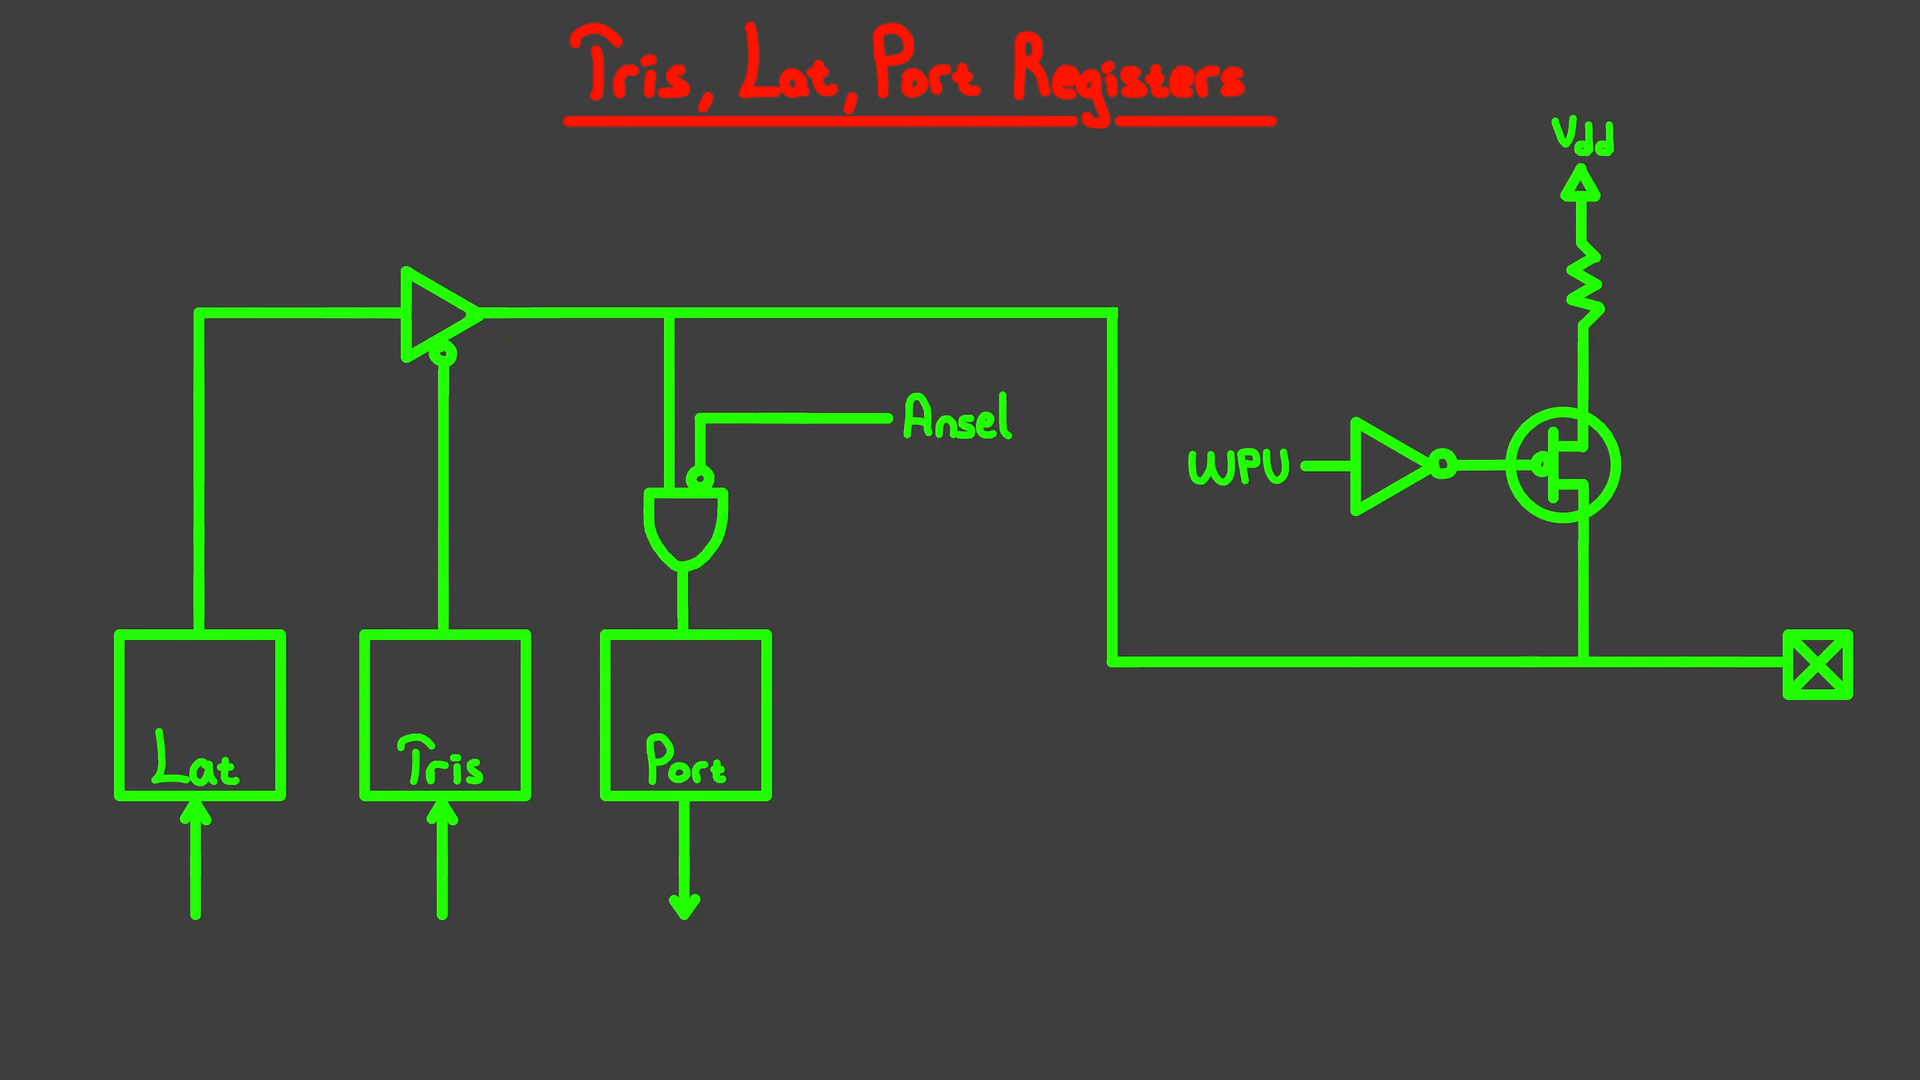 Tris, Lat, Port Registers
Vdd
Ansel
WPU
Lat
Tris
Port